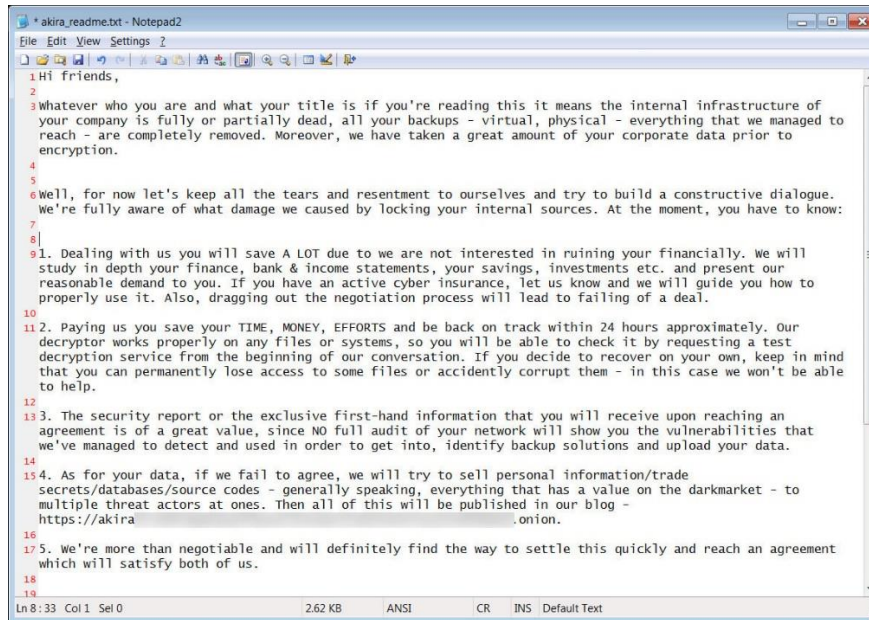 * akira_readme.txt - Notepad2
File Edit View Settings ?
1 Hi friends,
2
3 Whatever who you are and what your title is if you're reading this it means the internal infrastructure of
your company is fully or partially dead, all your backups - virtual, physical - everything that we managed to
reach - are completely removed. Moreover, we have taken a great amount of your corporate data prior to
encryption.
4
5
6 Well, for now let's keep all the tears and resentment to ourselves and try to build a constructive dialogue.
We're fully aware of what damage we caused by locking your internal sources. At the moment, you have to know:
7
8
9 1. Dealing with us you will save A LOT due to we are not interested in ruining your financially. We will
study in depth your finance, bank & income statements, your savings, investments etc. and present our
reasonable demand to you. If you have an active cyber insurance, let us know and we will guide you how to
properly use it. Also, dragging out the negotiation process will lead to failing of a deal.
10
11 2. Paying us you save your TIME, MONEY, EFFORTS and be back on track within 24 hours approximately. Our
decryptor works properly on any files or systems, so you will be able to check it by requesting a test
decryption service from the beginning of our conversation. If you decide to recover on your own, keep in mind
that you can permanently lose access to some files or accidently corrupt them - in this case we won't be able
to help.
12
13 3. The security report or the exclusive first-hand information that you will receive upon reaching an
agreement is of a great value, since NO full audit of your network will show you the vulnerabilities that
we've managed to detect and used in order to get into, identify backup solutions and upload your data.
14
15 4. As for your data, if we fail to agree, we will try to sell personal information/trade
secrets/databases/source codes - generally speaking, everything that has a value on the darkmarket - to
multiple threat actors at ones. Then all of this will be published in our blog -
https://akira .onion.
16
17 5. We're more than negotiable and will definitely find the way to settle this quickly and reach an agreement
which will satisfy both of us.
18
19
Ln 8 : 33 Col 1 Sel 0 2.62 KB ANSI CR INS Default Text